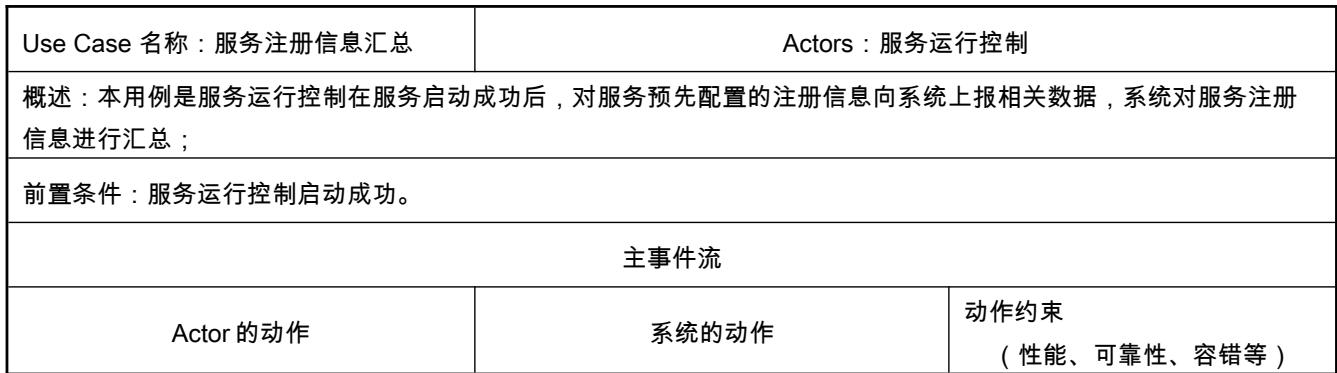 Use Case 名称：服务注册信息汇总
Actors：服务运行控制
概述：本用例是服务运行控制在服务启动成功后，对服务预先配置的注册信息向系统上报相关数据，系统对服务注册
信息进行汇总；
前置条件：服务运行控制启动成功。
主事件流
Actor 的动作
系统的动作
动作约束
（性能、可靠性、容错等）